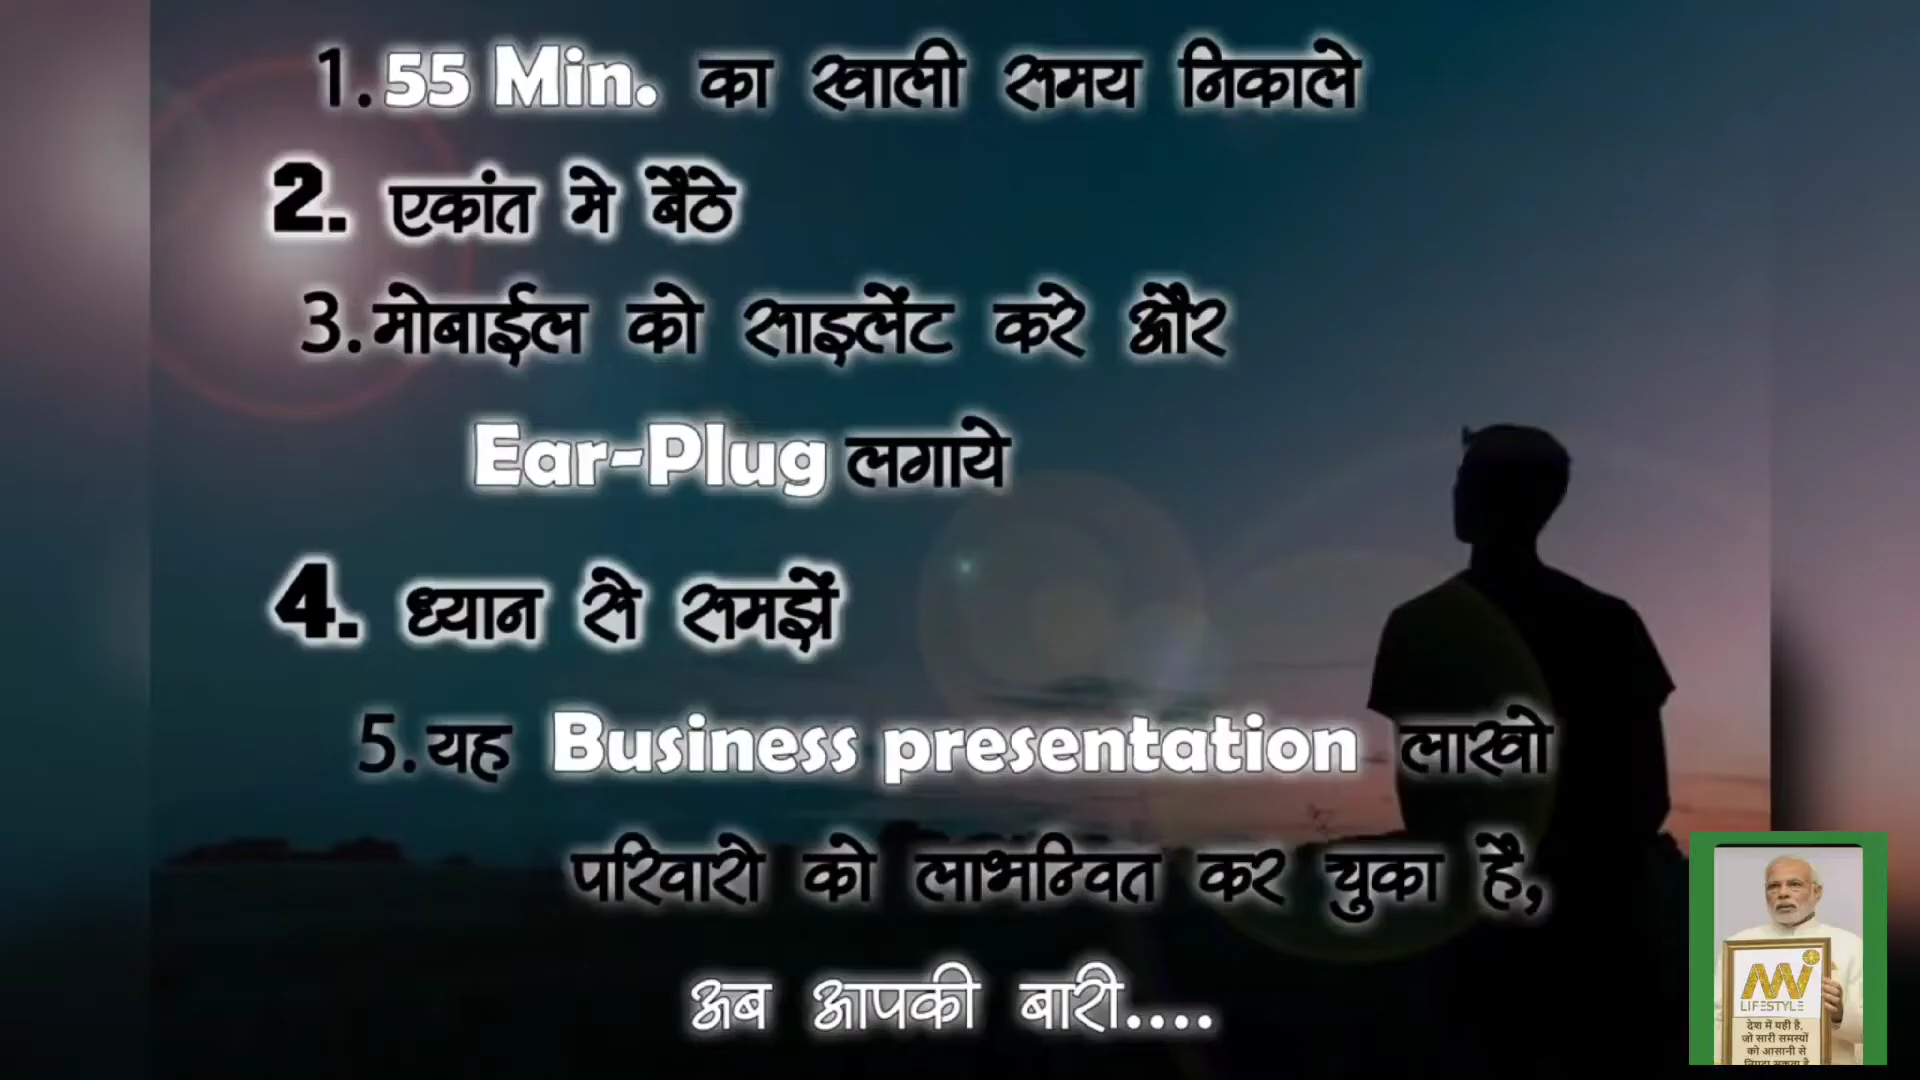 1. 55 Min. का खाली समय निकाले
2. एकांत मे बैठे
3. मोबाईल को साइलेंट करे और
Ear-Plug लगाये
4. ध्यान से समझें
5. यह Business presentation लाखो
परिवारो को लाभन्वित कर चुका है,
अब आपकी बारी....
LIFESTYLE
देश में यही है,
जो सारी समस्यों
को आसानी से